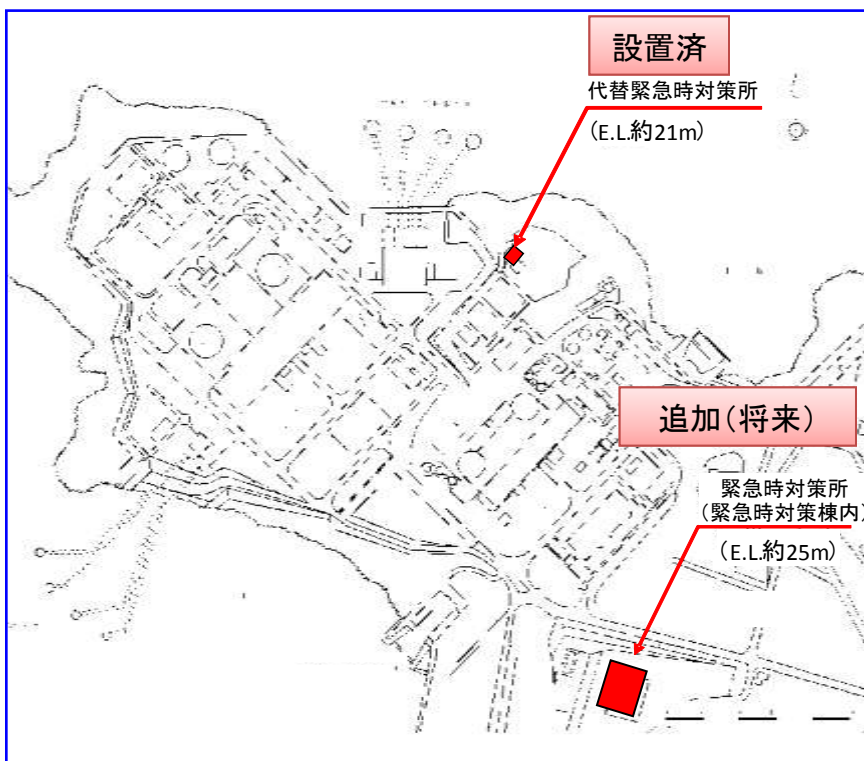 設置済
代替緊急時対策所
（E.L.約21m）
追加（将来）
緊急時対策所
（緊急時対策棟内）
（E.L.約25m）